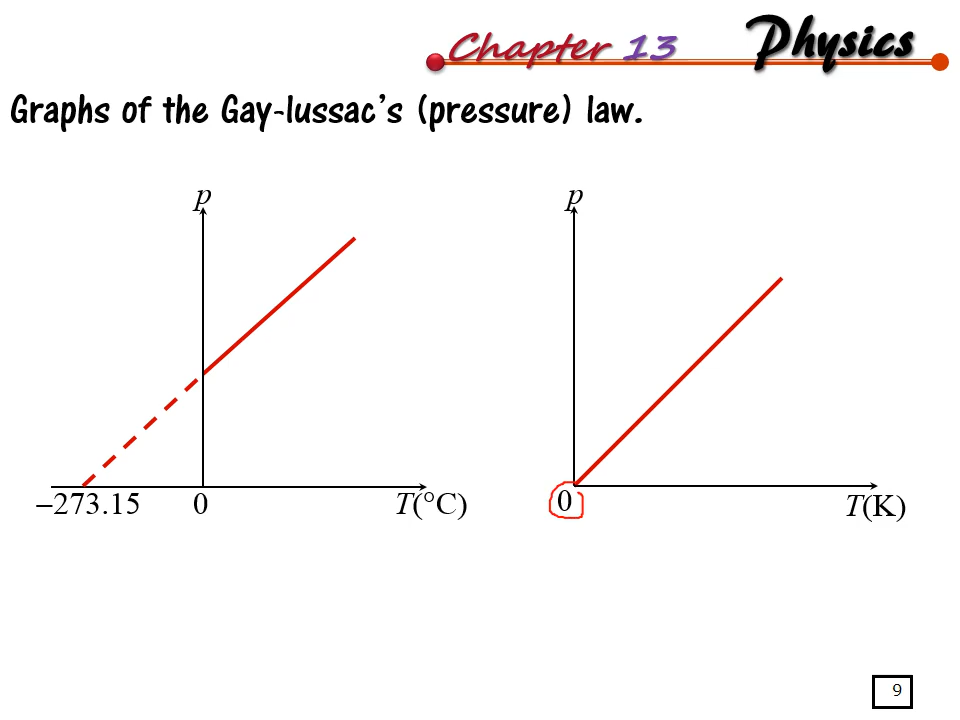 Chapter 13 Physics
Graphs of the Gay-lussac's (pressure) law.
p
p
−273.15 0 T(°C)
0 T(K)
9